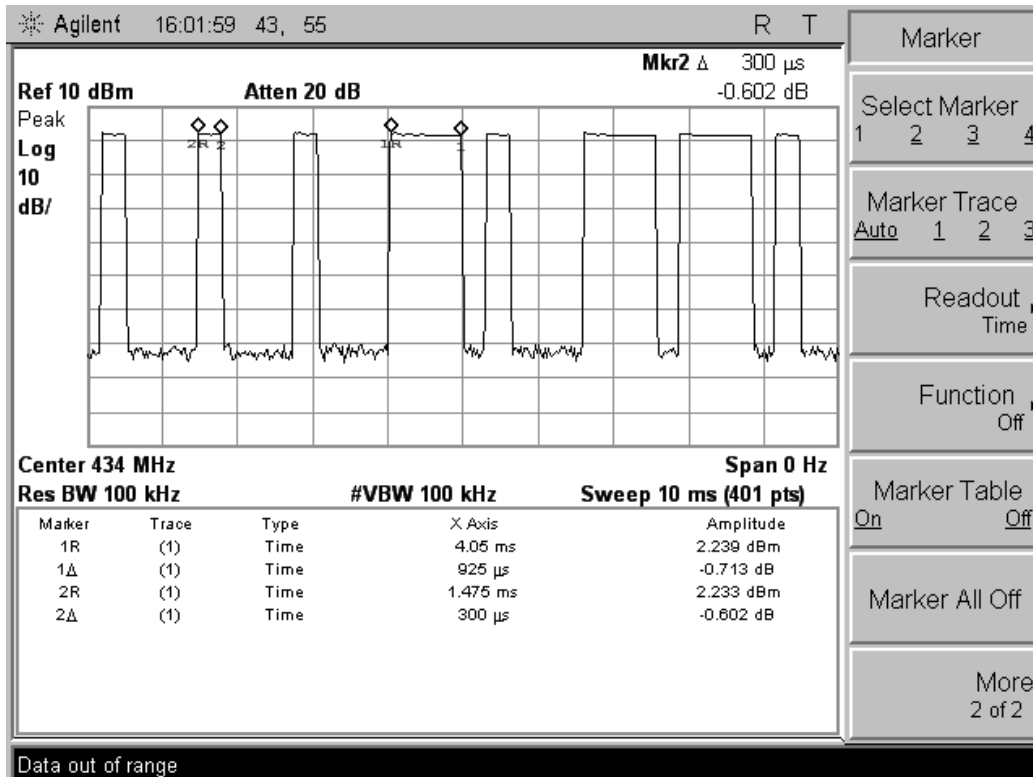 Agilent 16:01:59 43, 55 R T
Mkr2 Δ 300 μs
Ref 10 dBm Atten 20 dB -0.602 dB
Peak
Log
10
dB/
2R 2 1R 1
Center 434 MHz Span 0 Hz
Res BW 100 kHz #VBW 100 kHz Sweep 10 ms (401 pts)
Marker Trace Type X Axis Amplitude
1R (1) Time 4.05 ms 2.239 dBm
1Δ (1) Time 925 μs -0.713 dB
2R (1) Time 1.475 ms 2.233 dBm
2Δ (1) Time 300 μs -0.602 dB
Marker
Select Marker
1 2 3 4
Marker Trace
Auto 1 2 3
Readout
Time
Function
Off
Marker Table
On Off
Marker All Off
More
2 of 2
Data out of range